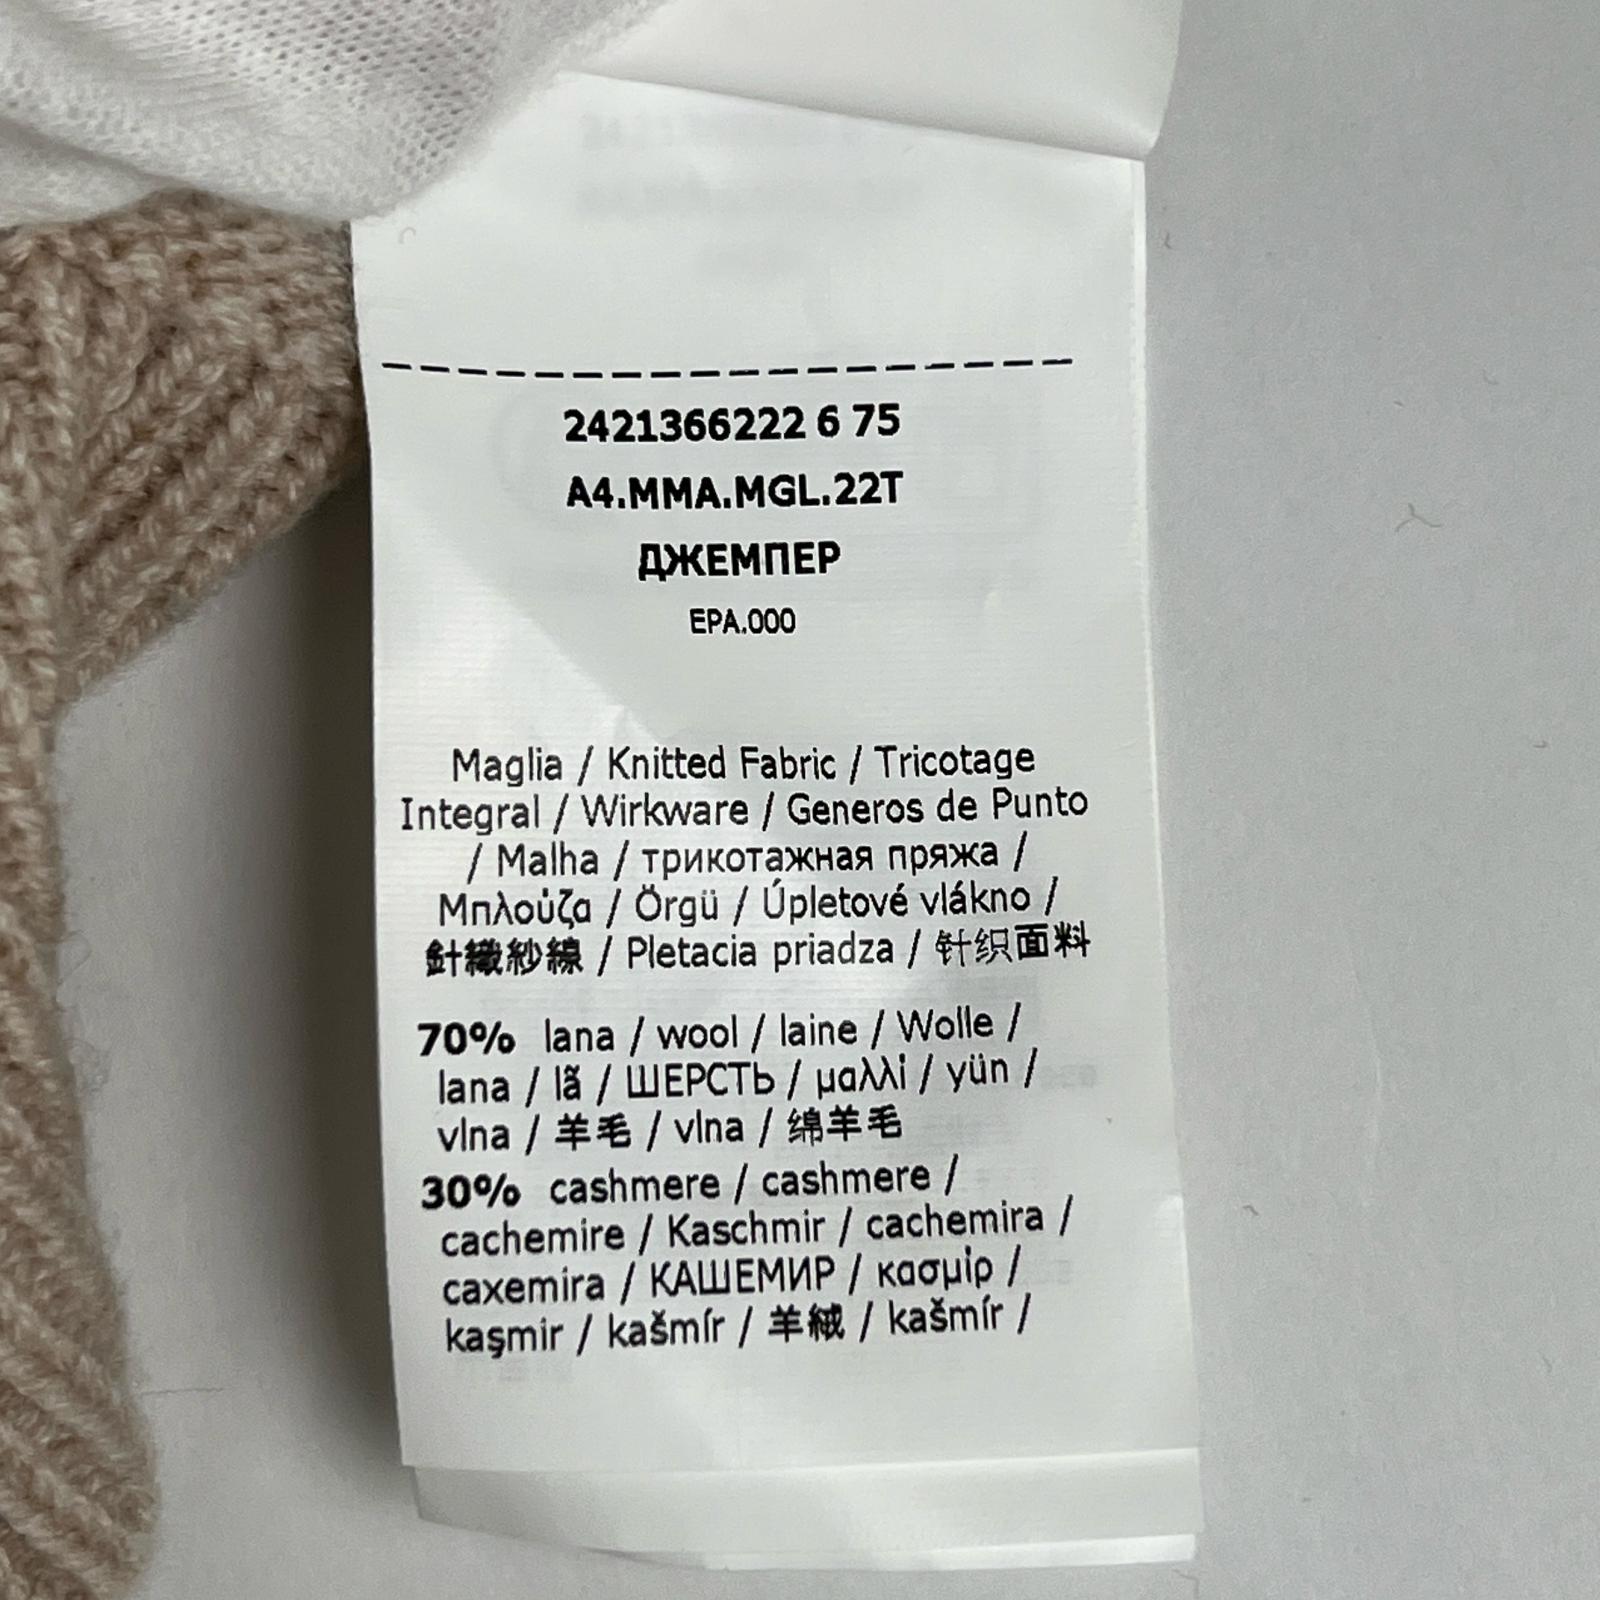 2421366222 6 75
A4.MMA.MGL.22T
ДЖЕМПЕР
EPA.000
Maglia / Knitted Fabric / Tricotage
Integral / Wirkware / Generos de Punto
/ Malha / трикотажная пряжа /
Μπλούζα / Örgü / Úpletové vlákno /
針織紗線 / Pletacia priadza / 针织面料
70% lana / wool / laine / Wolle /
lana / lã / ШЕРСТЬ / μαλλί / yün /
vlna / 羊毛 / vlna / 绵羊毛
30% cashmere / cashmere /
cachemire / Kaschmir / cachemira /
caxemira / КАШЕМИР / κασμίρ /
kaşmir / kašmír / 羊絨 / kašmír /